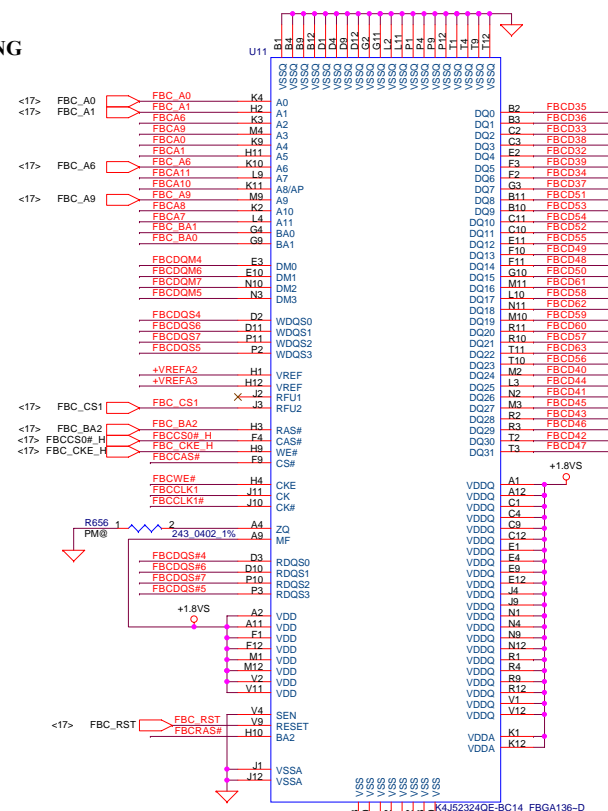 NG
U11
B1 B4 B9 B12 D1 D4 D9 D12 G2 G11 L2 L11 P1 P4 P9 P12 T1 T4 T9 T12
VSSQ VSSQ VSSQ VSSQ VSSQ VSSQ VSSQ VSSQ VSSQ VSSQ VSSQ VSSQ VSSQ VSSQ VSSQ VSSQ VSSQ VSSQ VSSQ VSSQ
<17> FBC_A0 FBC_A0 K4 A0
<17> FBC_A1 FBC_A1 H2 A1
FBCA6 K3 A2
FBCA9 M4 A3
FBCA0 K9 A4
FBCA1 H11 A5
<17> FBC_A6 FBC_A6 K10 A6
FBCA11 L9 A7
FBCA10 K11 A8/AP
<17> FBC_A9 FBC_A9 M9 A9
FBCA8 K2 A10
FBCA7 L4 A11
FBC_BA1 G4 BA0
FBC_BA0 G9 BA1
FBCDQM4 E3 DM0
FBCDQM6 E10 DM1
FBCDQM7 N10 DM2
FBCDQM5 N3 DM3
FBCDQS4 D2 WDQS0
FBCDQS6 D11 WDQS1
FBCDQS7 P11 WDQS2
FBCDQS5 P2 WDQS3
+VREFA2 H1 VREF
+VREFA3 H12 VREF
J2 RFU1
<17> FBC_CS1 FBC_CS1 J3 RFU2
<17> FBC_BA2 FBC_BA2 H3 RAS#
<17> FBCCS0#_H FBCCS0#_H F4 CAS#
<17> FBC_CKE_H FBC_CKE_H H9 WE#
FBCCAS# F9 CS#
FBCWE# H4 CKE
FBCCLK1 J11 CK
FBCCLK1# J10 CK#
R656 1 2 A4 ZQ
PM@ 243_0402_1% A9 MF
FBCDQS#4 D3 RDQS0
FBCDQS#6 D10 RDQS1
FBCDQS#7 P10 RDQS2
FBCDQS#5 P3 RDQS3
+1.8VS
A2 VDD
A11 VDD
F1 VDD
F12 VDD
M1 VDD
M12 VDD
V2 VDD
V11 VDD
V4 SEN
<17> FBC_RST FBC_RST V9 RESET
FBCRAS# H10 BA2
J1 VSSA
J12 VSSA
DQ0 B2 FBCD35
DQ1 B3 FBCD36
DQ2 C2 FBCD33
DQ3 C3 FBCD38
DQ4 E2 FBCD32
DQ5 F3 FBCD39
DQ6 F2 FBCD34
DQ7 G3 FBCD37
DQ8 B11 FBCD51
DQ9 B10 FBCD53
DQ10 C11 FBCD54
DQ11 C10 FBCD52
DQ12 E11 FBCD55
DQ13 F10 FBCD49
DQ14 F11 FBCD48
DQ15 G10 FBCD50
DQ16 M11 FBCD61
DQ17 L10 FBCD58
DQ18 N11 FBCD62
DQ19 M10 FBCD59
DQ20 R11 FBCD60
DQ21 R10 FBCD57
DQ22 T11 FBCD63
DQ23 T10 FBCD56
DQ24 M2 FBCD40
DQ25 L3 FBCD44
DQ26 N2 FBCD41
DQ27 M3 FBCD45
DQ28 R2 FBCD43
DQ29 R3 FBCD46
DQ30 T2 FBCD42
DQ31 T3 FBCD47
+1.8VS
VDDQ A1
VDDQ A12
VDDQ C1
VDDQ C4
VDDQ C9
VDDQ C12
VDDQ E1
VDDQ E4
VDDQ E9
VDDQ E12
VDDQ J4
VDDQ J9
VDDQ N1
VDDQ N4
VDDQ N9
VDDQ N12
VDDQ R1
VDDQ R4
VDDQ R9
VDDQ R12
VDDQ V1
VDDQ V12
VDDA K1
VDDA K12
VSS VSS VSS VSS VSS VSS VSS VSS
K4J52324QE-BC14_FBGA136~D